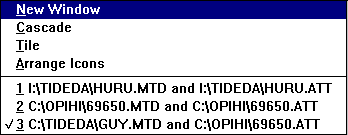 New Window
Cascade
Tile
Arrange Icons
1 I:\TIDEDA\HURU.MTD and I:\TIDEDA\HURU.ATT
2 C:\OPIHI\69650.MTD and C:\OPIHI\69650.ATT
✓3 C:\TIDEDA\GUY.MTD and C:\OPIHI\69650.ATT